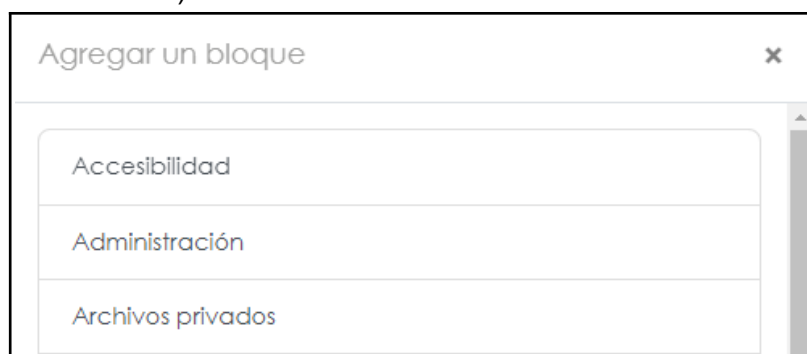 Agregar un bloque ×
Accesibilidad
Administración
Archivos privados